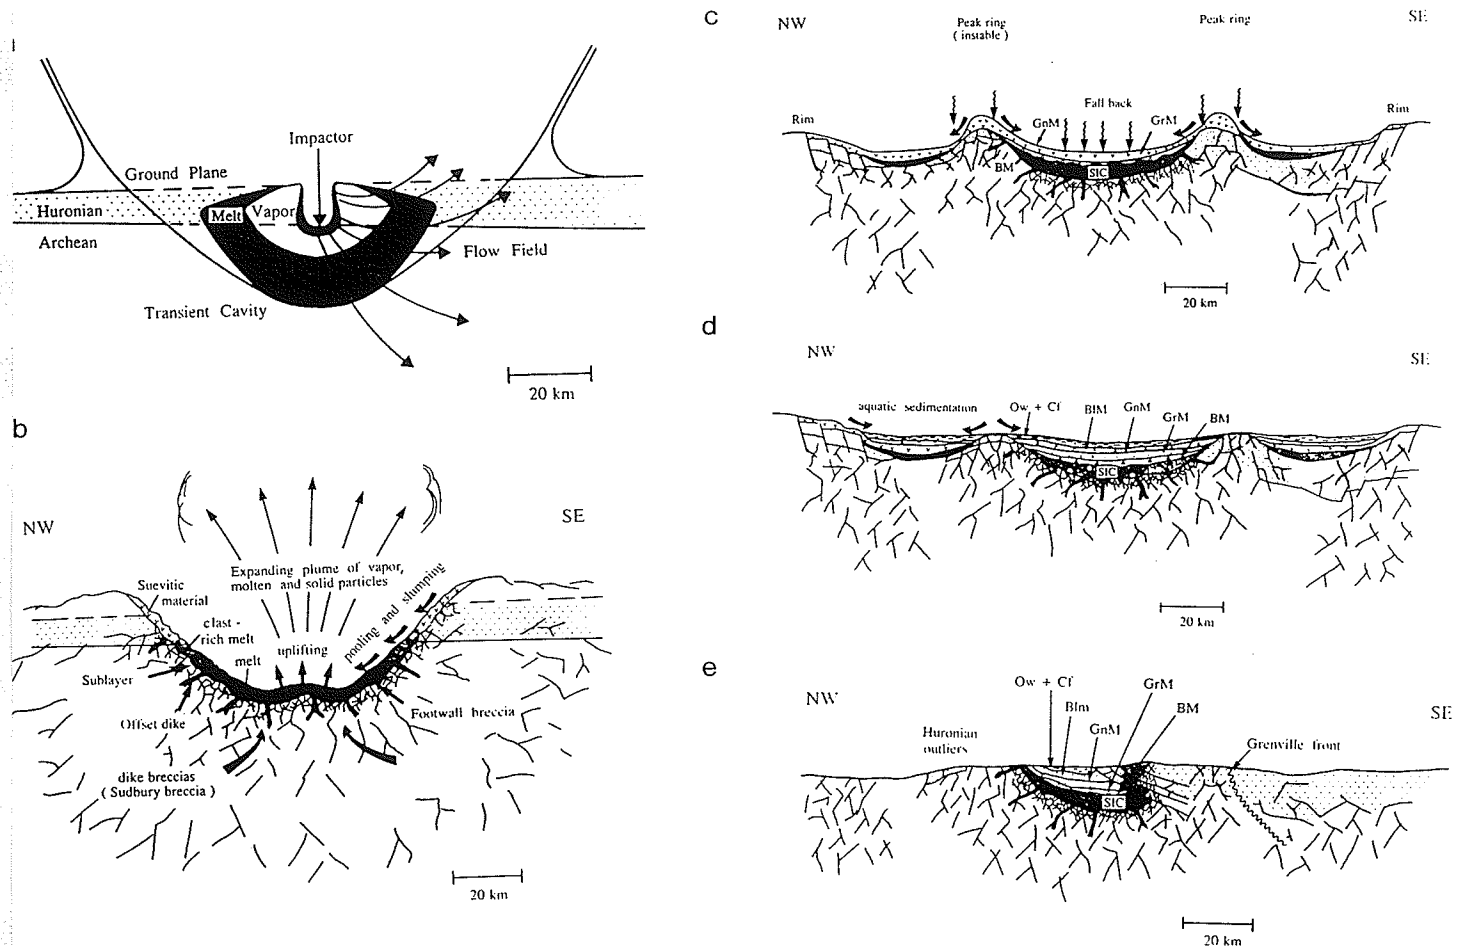 Impactor
Ground Plane
Huronian
Melt
Vapor
Archean
Flow Field
Transient Cavity
20 km
b
NW
SE
Expanding plume of vapor,
molten and solid particles
Suevitic
material
clast -
rich melt
melt
uplifting
pooling and slumping
Sublayer
Offset dike
Footwall breccia
dike breccias
( Sudbury breccia )
20 km
c
NW
SE
Peak ring
( instable )
Peak ring
Rim
Fall back
Rim
GnM
GrM
BM
SIC
20 km
d
NW
SE
aquatic sedimentation
Ow + Cf
BlM
GnM
GrM
BM
SIC
20 km
e
NW
SE
Ow + Cf
GrM
Blm
BM
GnM
Huronian
outliers
Grenville front
SIC
20 km